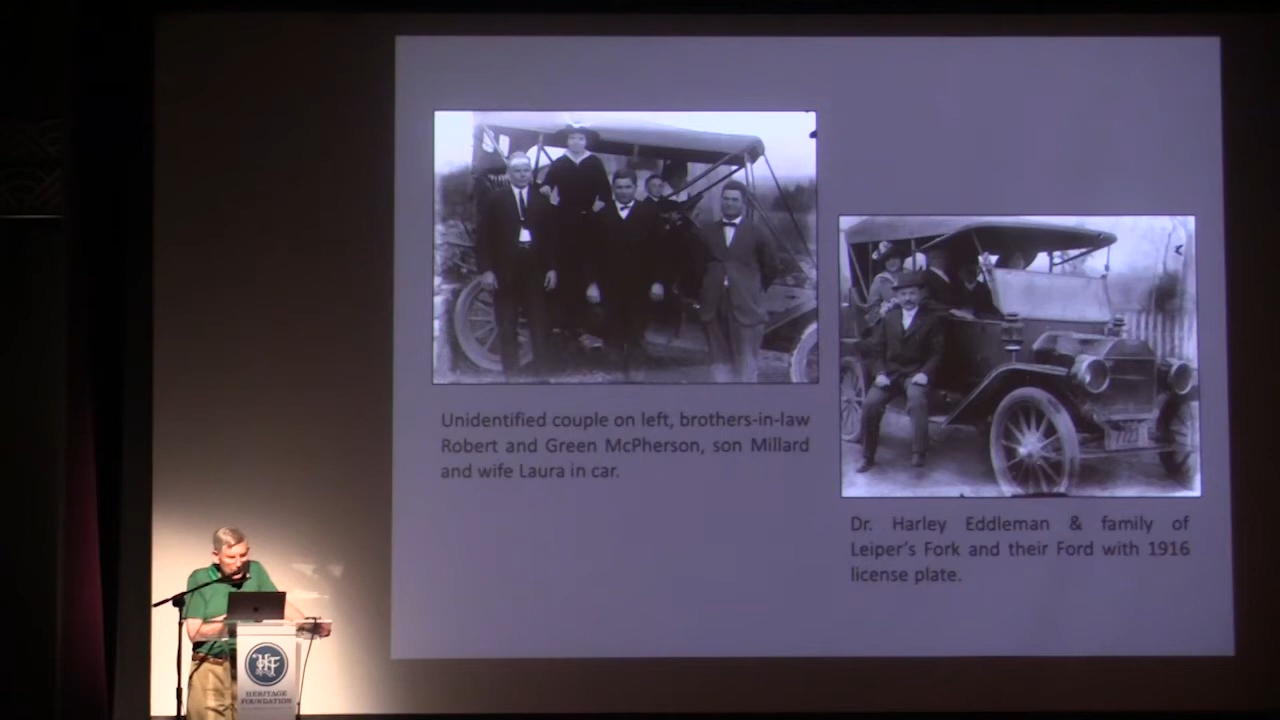 Unidentified couple on left, brothers-in-law
Robert and Green McPherson, son Millard
and wife Laura in car.
Dr. Harley Eddleman & family of
Leiper's Fork and their Ford with 1916
license plate.
HF
HERITAGE
FOUNDATION